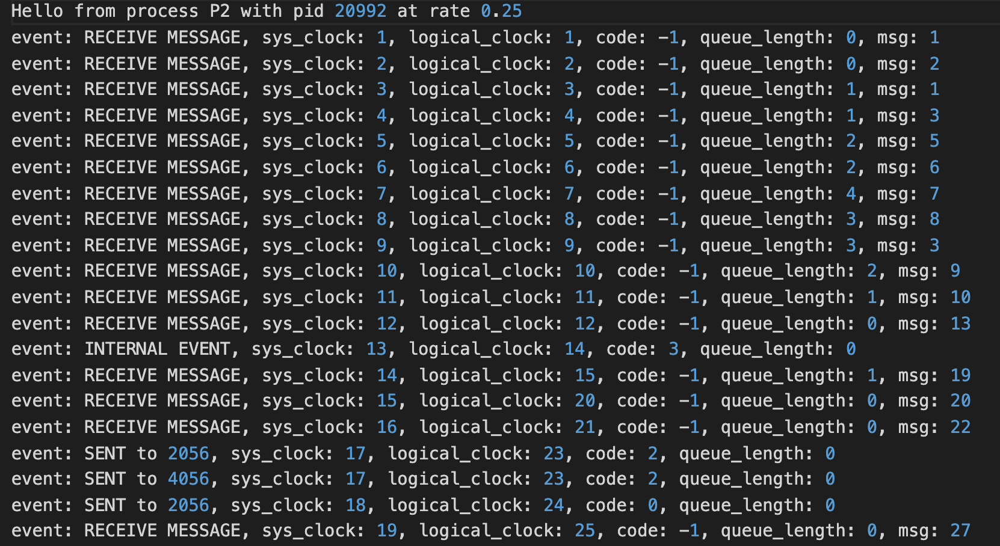 Hello from process P2 with pid 20992 at rate 0.25
event: RECEIVE MESSAGE, sys_clock: 1, logical_clock: 1, code: -1, queue_length: 0, msg: 1
event: RECEIVE MESSAGE, sys_clock: 2, logical_clock: 2, code: -1, queue_length: 0, msg: 2
event: RECEIVE MESSAGE, sys_clock: 3, logical_clock: 3, code: -1, queue_length: 1, msg: 1
event: RECEIVE MESSAGE, sys_clock: 4, logical_clock: 4, code: -1, queue_length: 1, msg: 3
event: RECEIVE MESSAGE, sys_clock: 5, logical_clock: 5, code: -1, queue_length: 2, msg: 5
event: RECEIVE MESSAGE, sys_clock: 6, logical_clock: 6, code: -1, queue_length: 2, msg: 6
event: RECEIVE MESSAGE, sys_clock: 7, logical_clock: 7, code: -1, queue_length: 4, msg: 7
event: RECEIVE MESSAGE, sys_clock: 8, logical_clock: 8, code: -1, queue_length: 3, msg: 8
event: RECEIVE MESSAGE, sys_clock: 9, logical_clock: 9, code: -1, queue_length: 3, msg: 3
event: RECEIVE MESSAGE, sys_clock: 10, logical_clock: 10, code: -1, queue_length: 2, msg: 9
event: RECEIVE MESSAGE, sys_clock: 11, logical_clock: 11, code: -1, queue_length: 1, msg: 10
event: RECEIVE MESSAGE, sys_clock: 12, logical_clock: 12, code: -1, queue_length: 0, msg: 13
event: INTERNAL EVENT, sys_clock: 13, logical_clock: 14, code: 3, queue_length: 0
event: RECEIVE MESSAGE, sys_clock: 14, logical_clock: 15, code: -1, queue_length: 1, msg: 19
event: RECEIVE MESSAGE, sys_clock: 15, logical_clock: 20, code: -1, queue_length: 0, msg: 20
event: RECEIVE MESSAGE, sys_clock: 16, logical_clock: 21, code: -1, queue_length: 0, msg: 22
event: SENT to 2056, sys_clock: 17, logical_clock: 23, code: 2, queue_length: 0
event: SENT to 4056, sys_clock: 17, logical_clock: 23, code: 2, queue_length: 0
event: SENT to 2056, sys_clock: 18, logical_clock: 24, code: 0, queue_length: 0
event: RECEIVE MESSAGE, sys_clock: 19, logical_clock: 25, code: -1, queue_length: 0, msg: 27